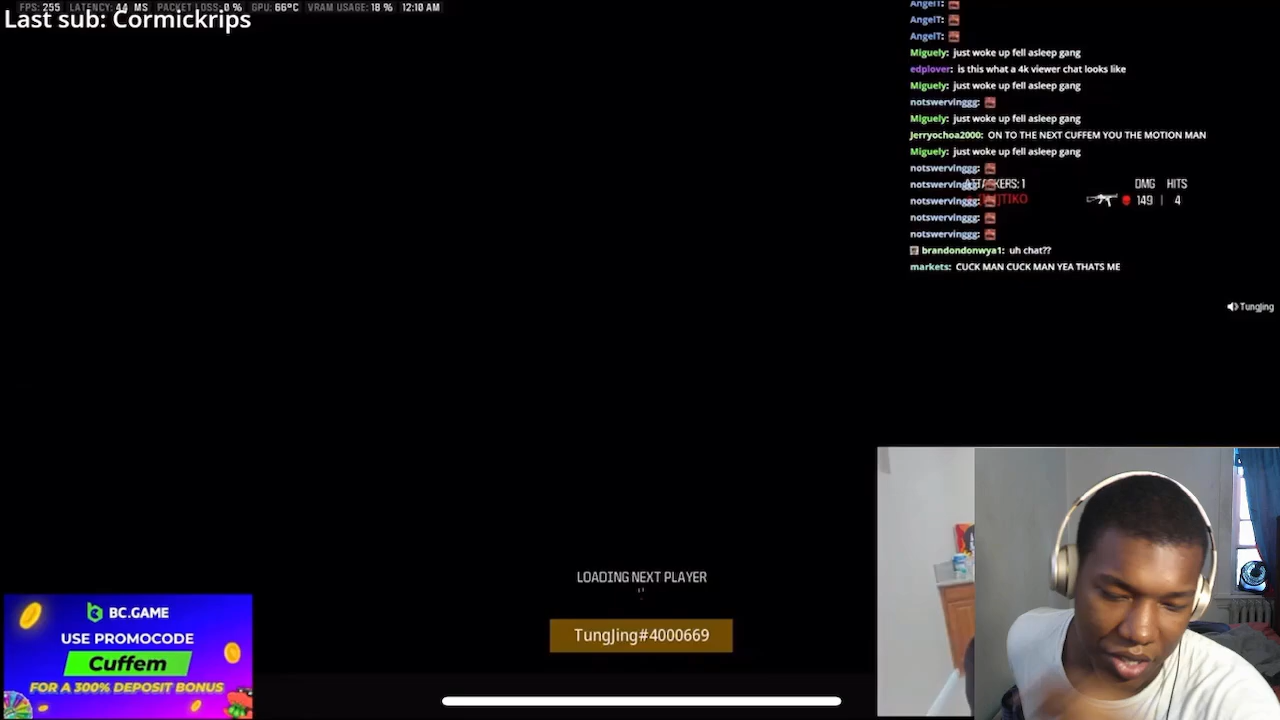 FPS: 255 LATENCY: 44 MS PACKET LOSS: 0 % GPU: 66°C VRAM USAGE: 18 % 12:10 AM
Last sub: Cormickrips
AngelT:
AngelT:
AngelT:
Miguely: just woke up fell asleep gang
edplover: is this what a 4k viewer chat looks like
Miguely: just woke up fell asleep gang
notswervinggg:
Miguely: just woke up fell asleep gang
Jerryochoa2000: ON TO THE NEXT CUFFEM YOU THE MOTION MAN
Miguely: just woke up fell asleep gang
notswervinggg:
notswervinggg:
ATTACKERS: 1 DMG HITS
notswervinggg:
149 | 4
notswervinggg:
notswervinggg:
brandondonwya1: uh chat??
markets: CUCK MAN CUCK MAN YEA THATS ME
TungJing
LOADING NEXT PLAYER
TungJing#4000669
BC.GAME
USE PROMOCODE
Cuffem
FOR A 300% DEPOSIT BONUS